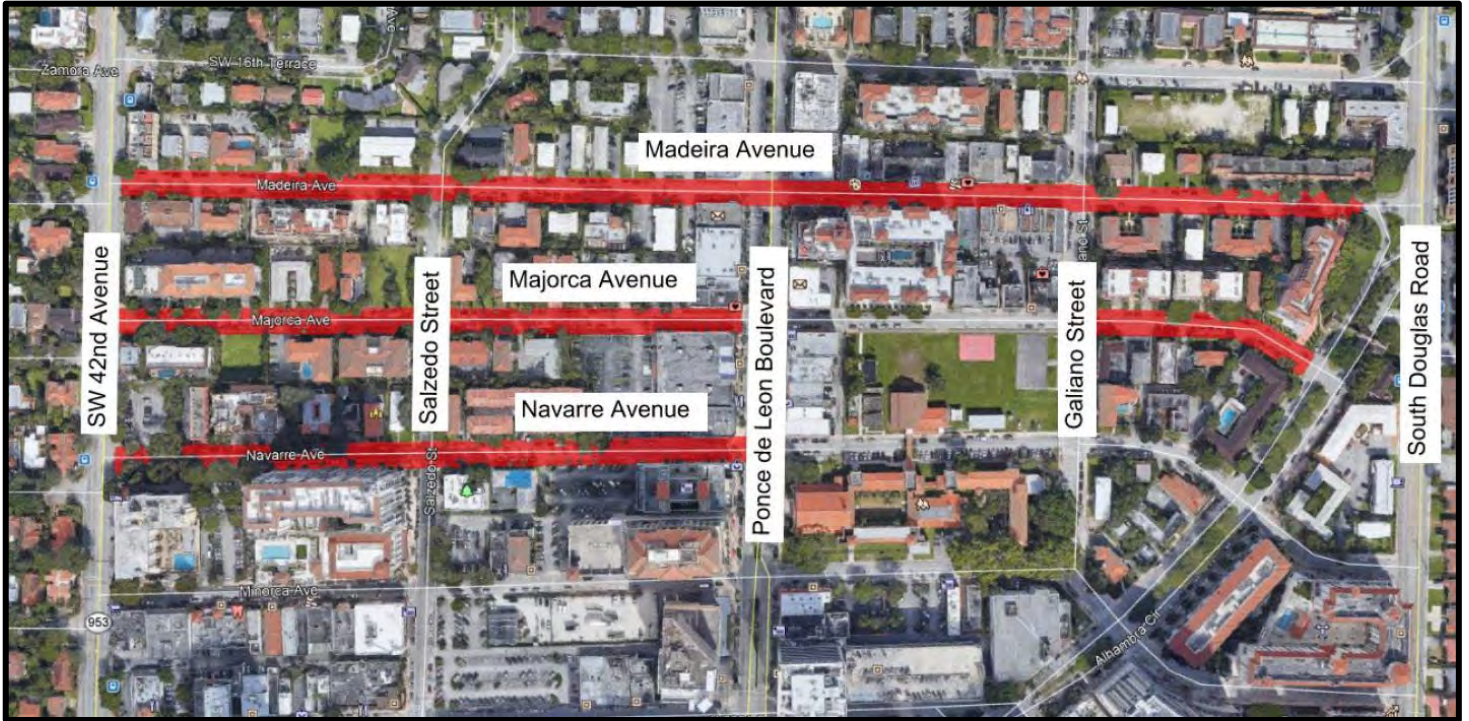 SW 16th Terrace
Zamora Ave
Madeira Avenue
Madeira Ave
Majorca Avenue
Majorca Ave
SW 42nd Avenue
Salzedo Street
Ponce de Leon Boulevard
Galiano Street
South Douglas Road
Navarre Avenue
Navarre Ave
Salzedo St
Minorca Ave
953
Alhambra Cir